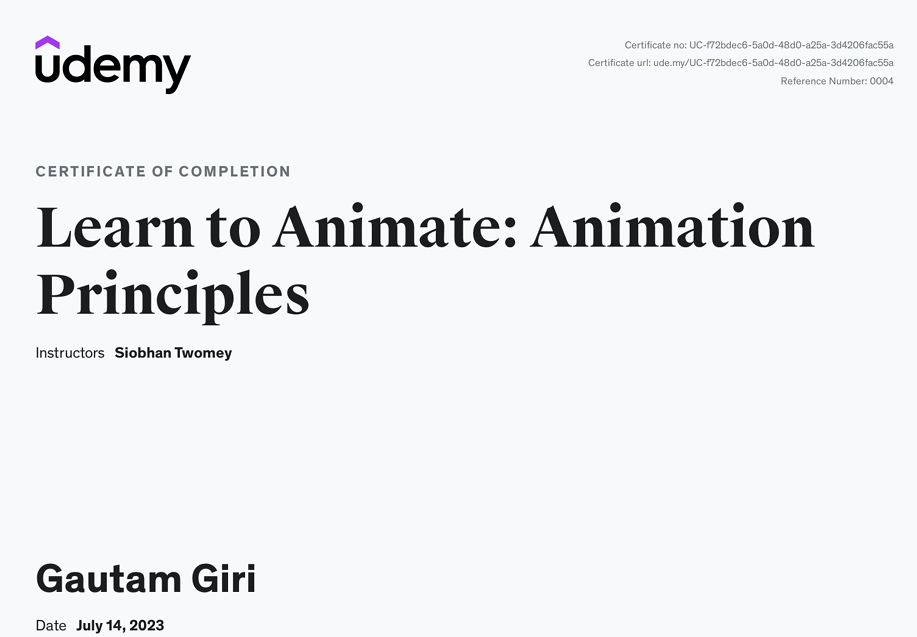 udemy
Certificate no: UC-f72bdec6-5a0d-48d0-a25a-3d4206fac55a
Certificate url: ude.my/UC-f72bdec6-5a0d-48d0-a25a-3d4206fac55a
Reference Number: 0004
CERTIFICATE OF COMPLETION
Learn to Animate: Animation
Principles
Instructors Siobhan Twomey
Gautam Giri
Date July 14, 2023